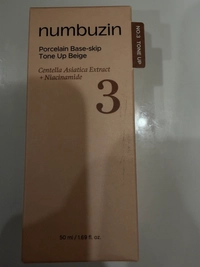 numbuzin
NO.3 TONE UP
Porcelain Base-skip
Tone Up Beige
Centella Asiatica Extract
+ Niacinamide
3
50 ml / 1.69 fl. oz.